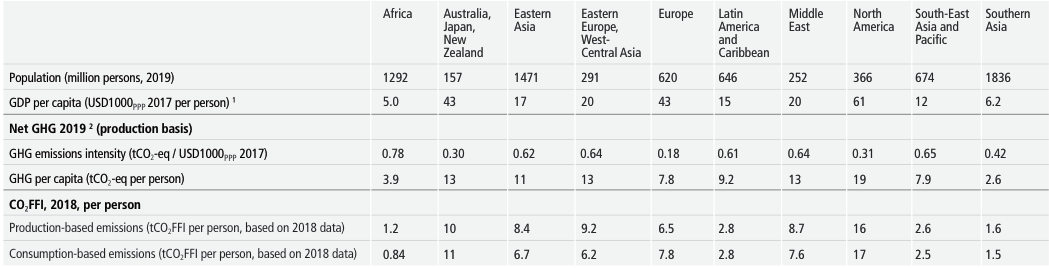 Africa Australia, Japan, New Zealand Eastern Asia Eastern Europe, West-Central Asia Europe Latin America and Caribbean Middle East North America South-East Asia and Pacific Southern Asia
Population (million persons, 2019) 1292 157 1471 291 620 646 252 366 674 1836
GDP per capita (USD1000PPP 2017 per person) 1 5.0 43 17 20 43 15 20 61 12 6.2
Net GHG 2019 2 (production basis)
GHG emissions intensity (tCO2-eq / USD1000PPP 2017) 0.78 0.30 0.62 0.64 0.18 0.61 0.64 0.31 0.65 0.42
GHG per capita (tCO2-eq per person) 3.9 13 11 13 7.8 9.2 13 19 7.9 2.6
CO2FFI, 2018, per person
Production-based emissions (tCO2FFI per person, based on 2018 data) 1.2 10 8.4 9.2 6.5 2.8 8.7 16 2.6 1.6
Consumption-based emissions (tCO2FFI per person, based on 2018 data) 0.84 11 6.7 6.2 7.8 2.8 7.6 17 2.5 1.5